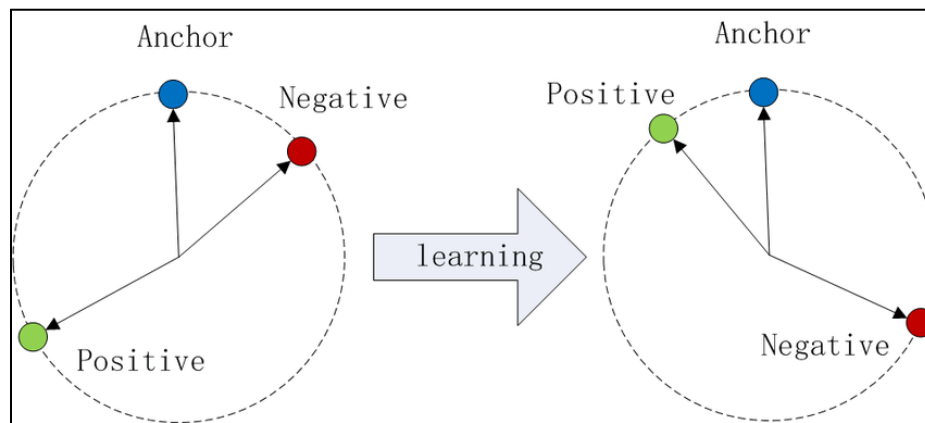 Anchor
Negative
Positive
learning
Anchor
Positive
Negative